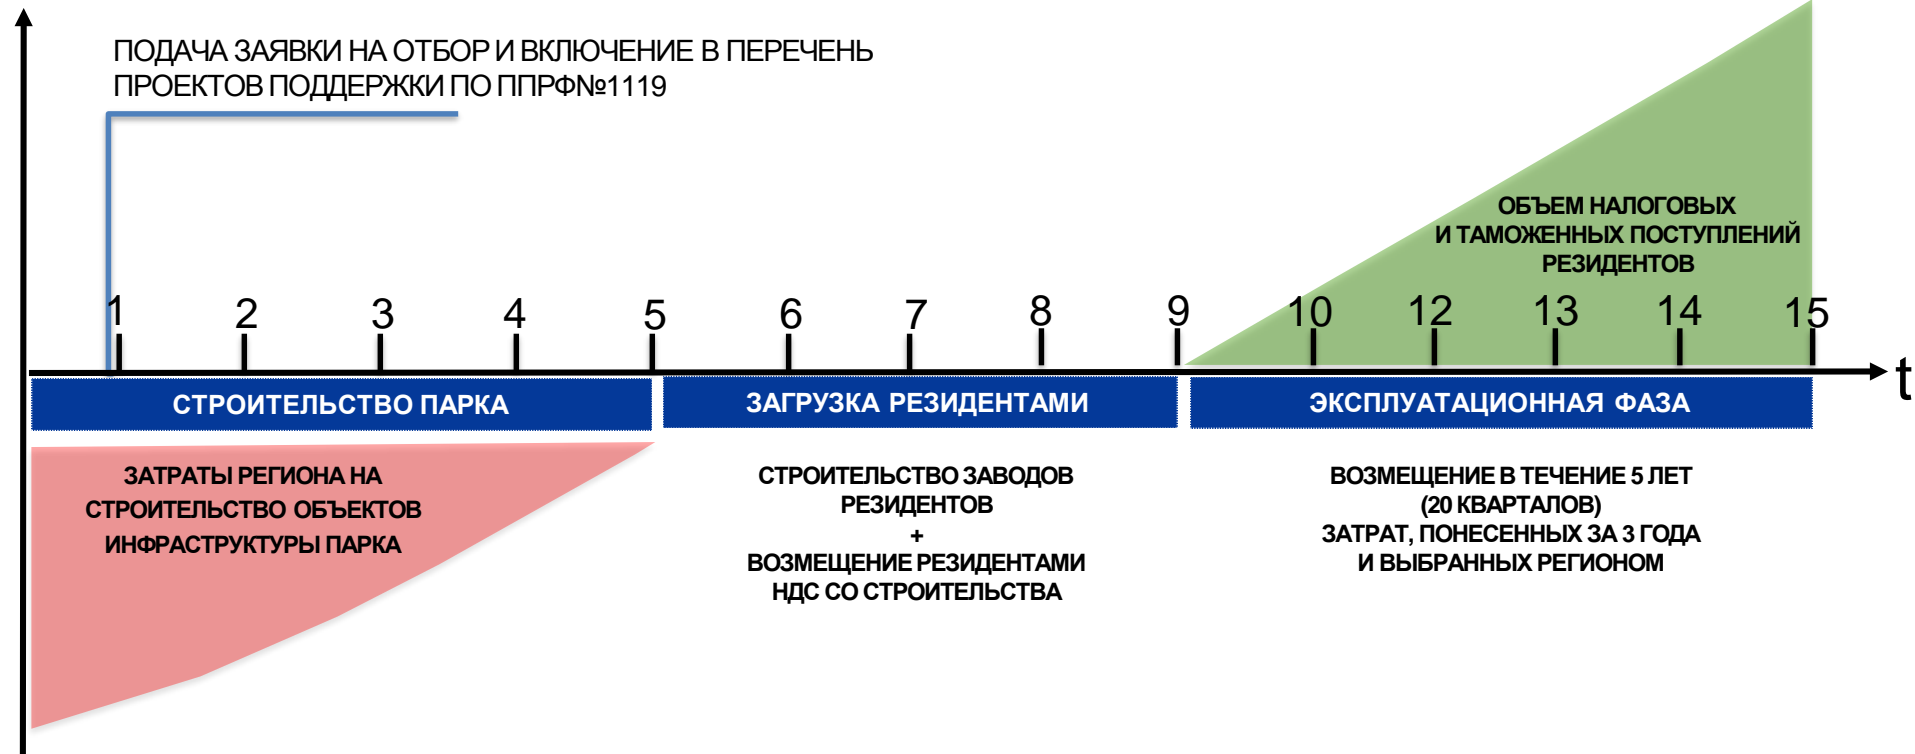 ПОДАЧА ЗАЯВКИ НА ОТБОР И ВКЛЮЧЕНИЕ В ПЕРЕЧЕНЬ
ПРОЕКТОВ ПОДДЕРЖКИ ПО ППРФ№1119
ОБЪЕМ НАЛОГОВЫХ
И ТАМОЖЕННЫХ ПОСТУПЛЕНИЙ
РЕЗИДЕНТОВ
1 2 3 4 5 6 7 8 9 10 12 13 14 15
t
СТРОИТЕЛЬСТВО ПАРКА
ЗАГРУЗКА РЕЗИДЕНТАМИ
ЭКСПЛУАТАЦИОННАЯ ФАЗА
ЗАТРАТЫ РЕГИОНА НА
СТРОИТЕЛЬСТВО ОБЪЕКТОВ
ИНФРАСТРУКТУРЫ ПАРКА
СТРОИТЕЛЬСТВО ЗАВОДОВ
РЕЗИДЕНТОВ
+
ВОЗМЕЩЕНИЕ РЕЗИДЕНТАМИ
НДС СО СТРОИТЕЛЬСТВА
ВОЗМЕЩЕНИЕ В ТЕЧЕНИЕ 5 ЛЕТ
(20 КВАРТАЛОВ)
ЗАТРАТ, ПОНЕСЕННЫХ ЗА 3 ГОДА
И ВЫБРАННЫХ РЕГИОНОМ